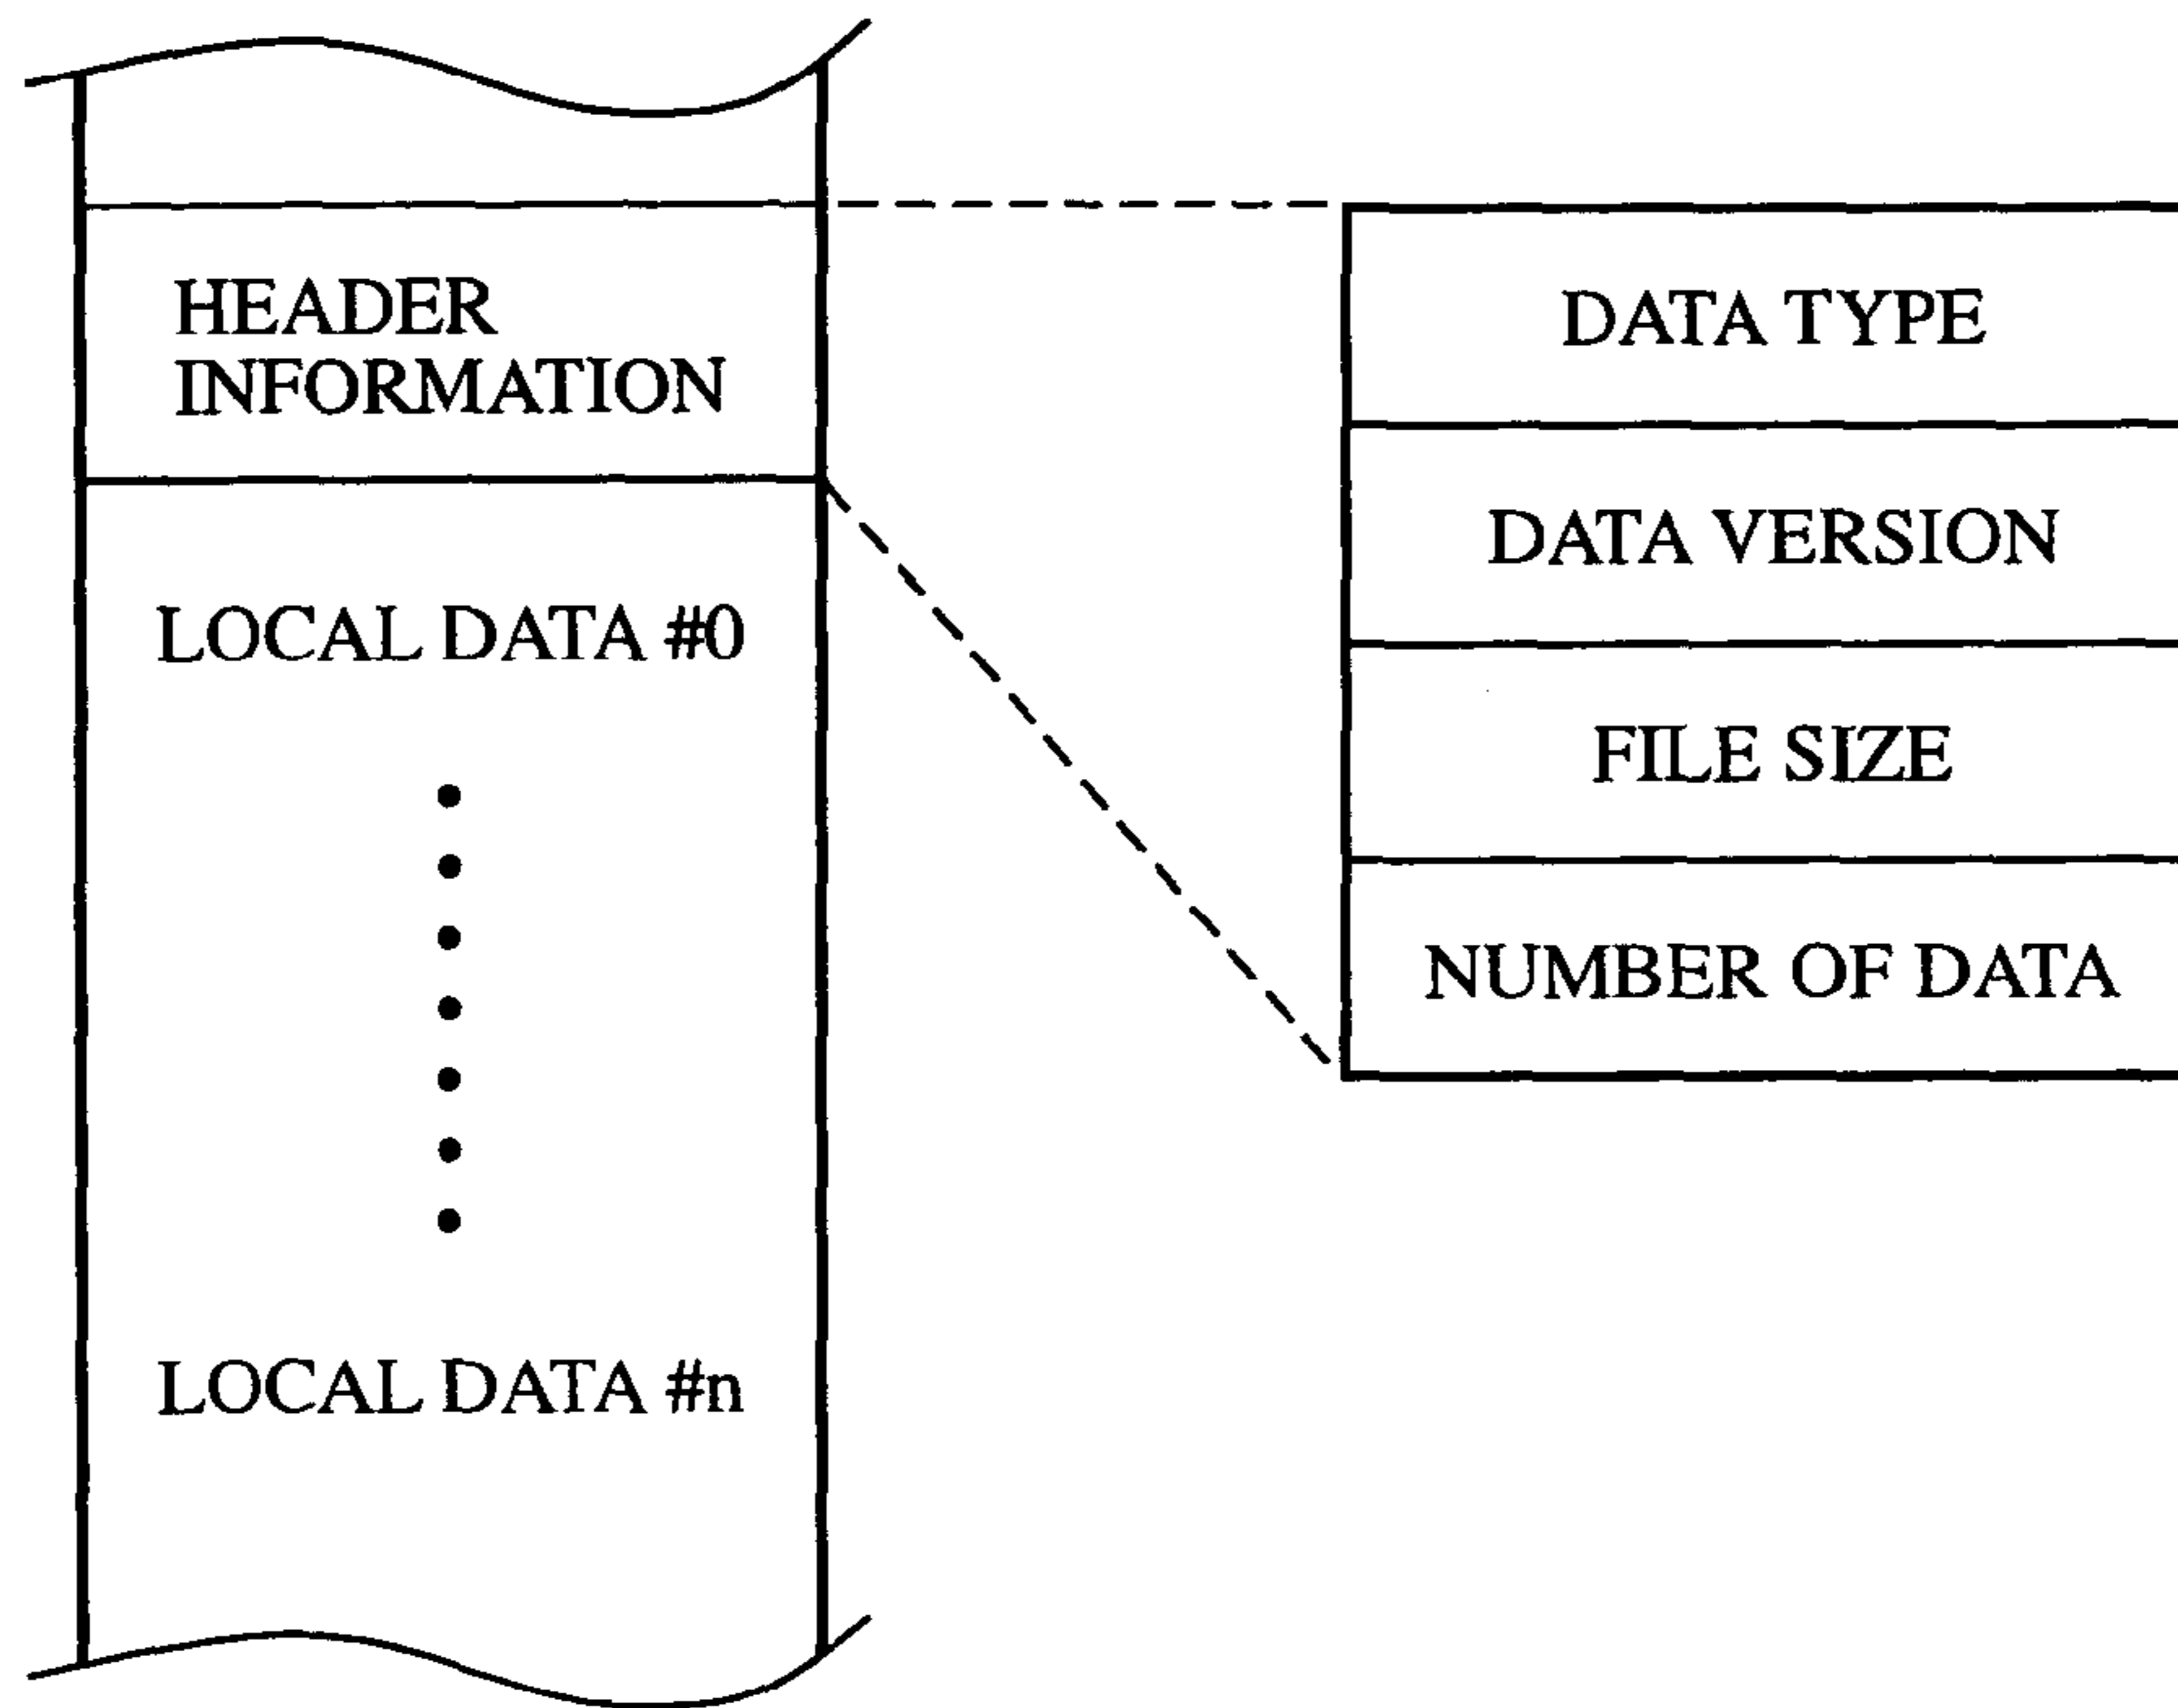 HEADER
INFORMATION
LOCAL DATA #0
LOCAL DATA #n
DATA TYPE
DATA VERSION
FILE SIZE
NUMBER OF DATA